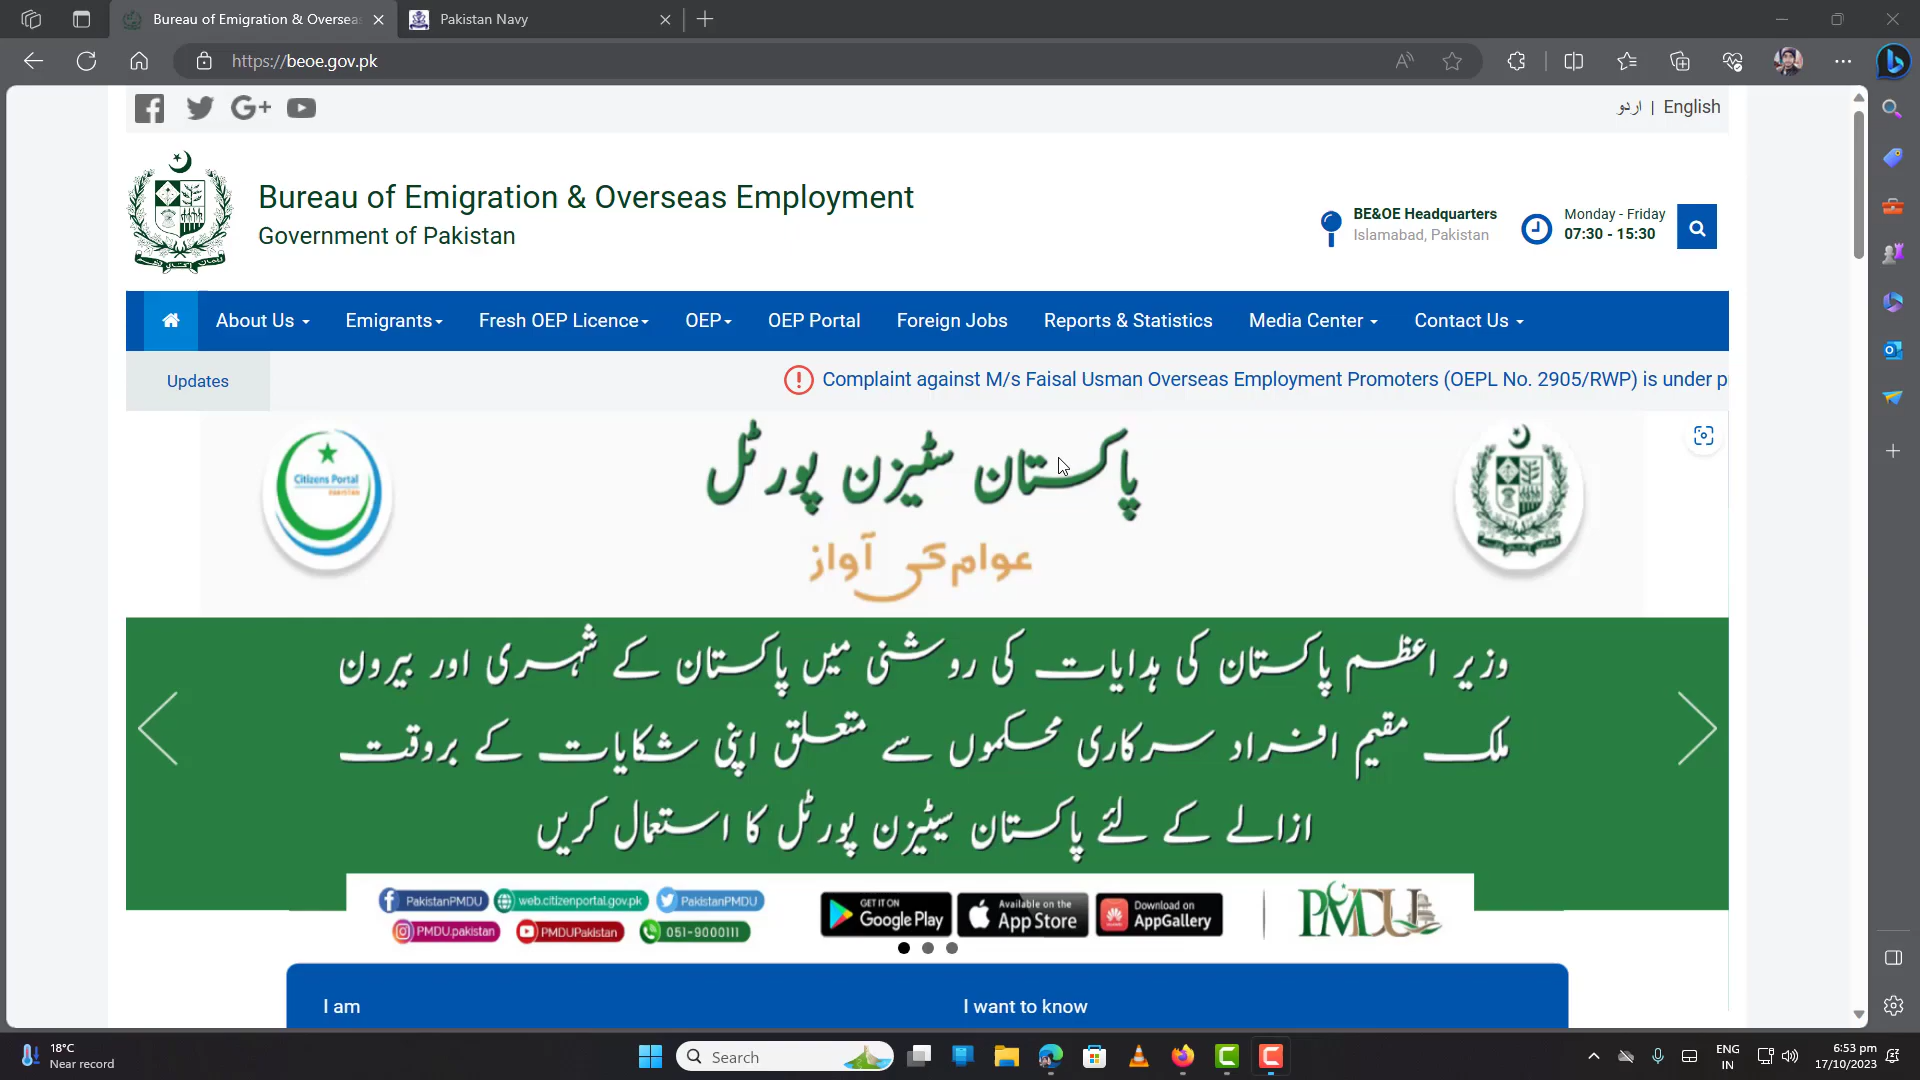 Bureau of Emigration & Oversea
Pakistan Navy
https://beoe.gov.pk
اردو | English
Bureau of Emigration & Overseas Employment
Government of Pakistan
BE&OE Headquarters
Islamabad, Pakistan
Monday - Friday
07:30 - 15:30
About Us
Emigrants
Fresh OEP Licence
OEP
OEP Portal
Foreign Jobs
Reports & Statistics
Media Center
Contact Us
Updates
Complaint against M/s Faisal Usman Overseas Employment Promoters (OEPL No. 2905/RWP) is under p
Citizens Portal
PAKISTAN
پاکستان سٹیزن پورٹل
عوام کی آواز
وزیر اعظم پاکستان کی ہدایات کی روشنی میں پاکستان کے شہری اور بیرون
ملک مقیم افراد سرکاری محکموں سے متعلق اپنی شکایات کے بروقت
ازالے کے لئے پاکستان سیٹیزن پورٹل کا استعمال کریں
PakistanPMDU
web.citizenportal.gov.pk
PakistanPMDU
PMDU.pakistan
PMDUPakistan
051-9000111
GET IT ON
Google Play
Available on the
App Store
Download on
AppGallery
PMDU
I am
I want to know
18°C
Near record
Search
ENG
IN
6:53 pm
17/10/2023